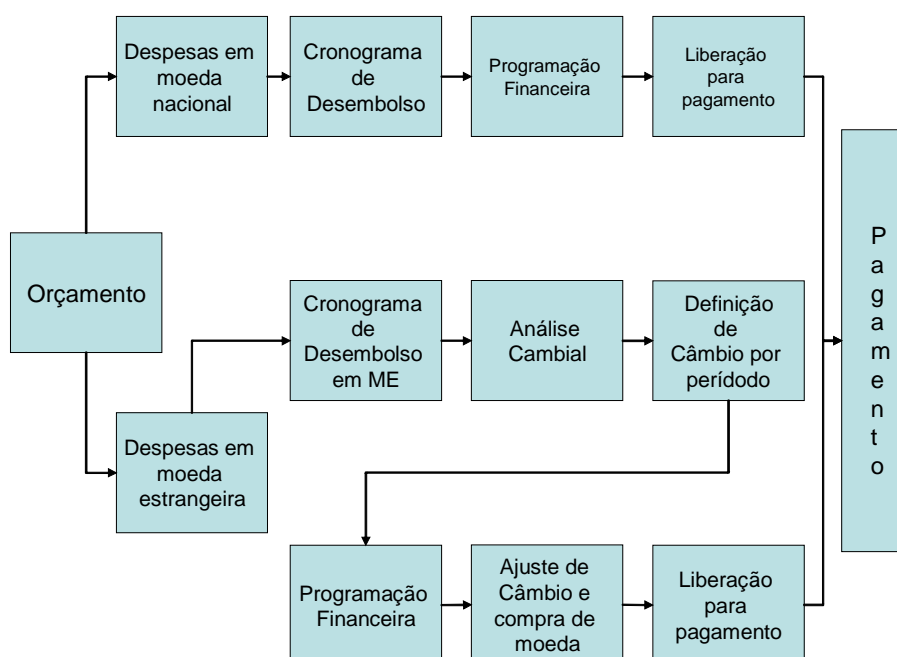 Despesas em
moeda
nacional
Cronograma
de
Desembolso
Programação
Financeira
Liberação
para
pagamento
Orçamento
Cronograma
de
Desembolso
em ME
Análise
Cambial
Definição
de
Câmbio por
perídodo
Despesas em
moeda
estrangeira
Programação
Financeira
Ajuste de
Câmbio e
compra de
moeda
Liberação
para
pagamento
P
a
g
a
m
e
n
t
o